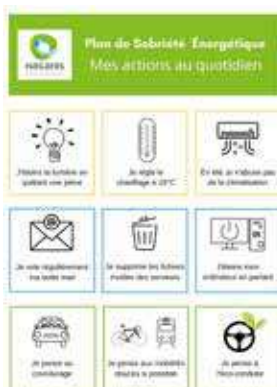 Plan de Sobriété Énergétique
Mes actions au quotidien
J'éteins la lumière en
quittant une pièce
Je règle le
chauffage à 19°C
En été, je n'abuse pas
de la climatisation
Je vide régulièrement
ma boîte mail
Je supprime les fichiers
inutiles des serveurs
J'éteins mon
ordinateur en partant
Je pense au
covoiturage
Je pense aux mobilités
douces si possible
Je pense à
l'éco-conduite